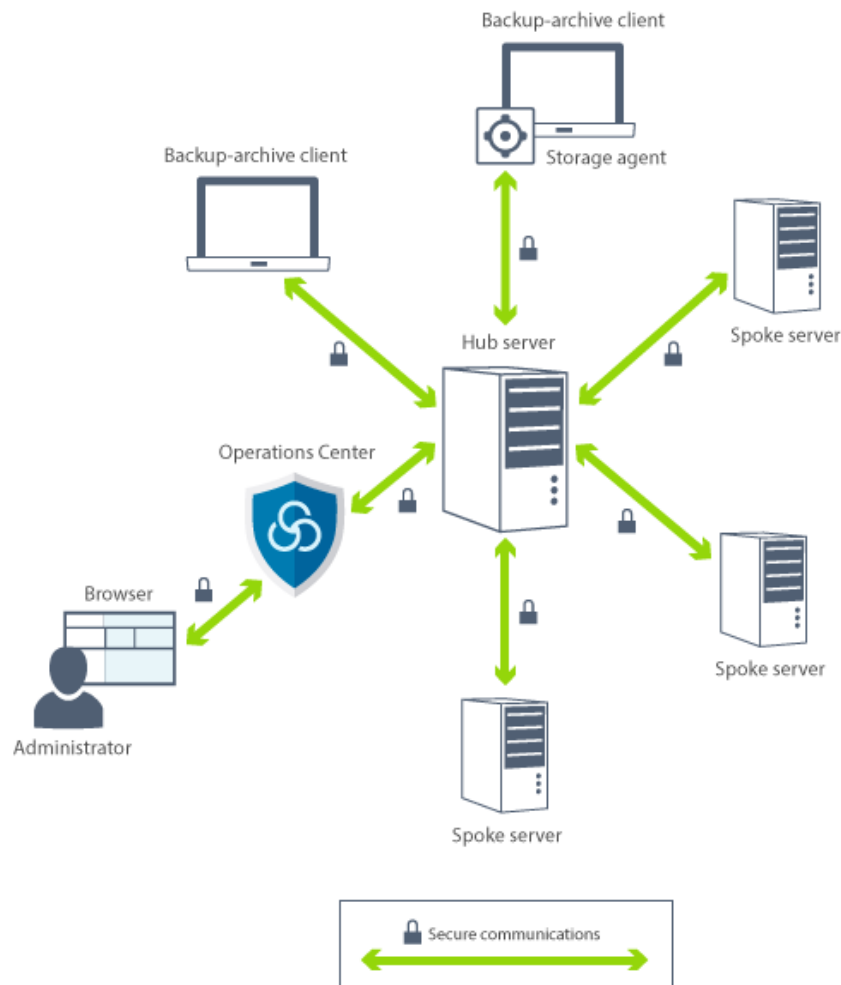 Backup-archive client
Storage agent
Backup-archive client
Spoke server
Hub server
Operations Center
Browser
Spoke server
Administrator
Spoke server
Secure communications